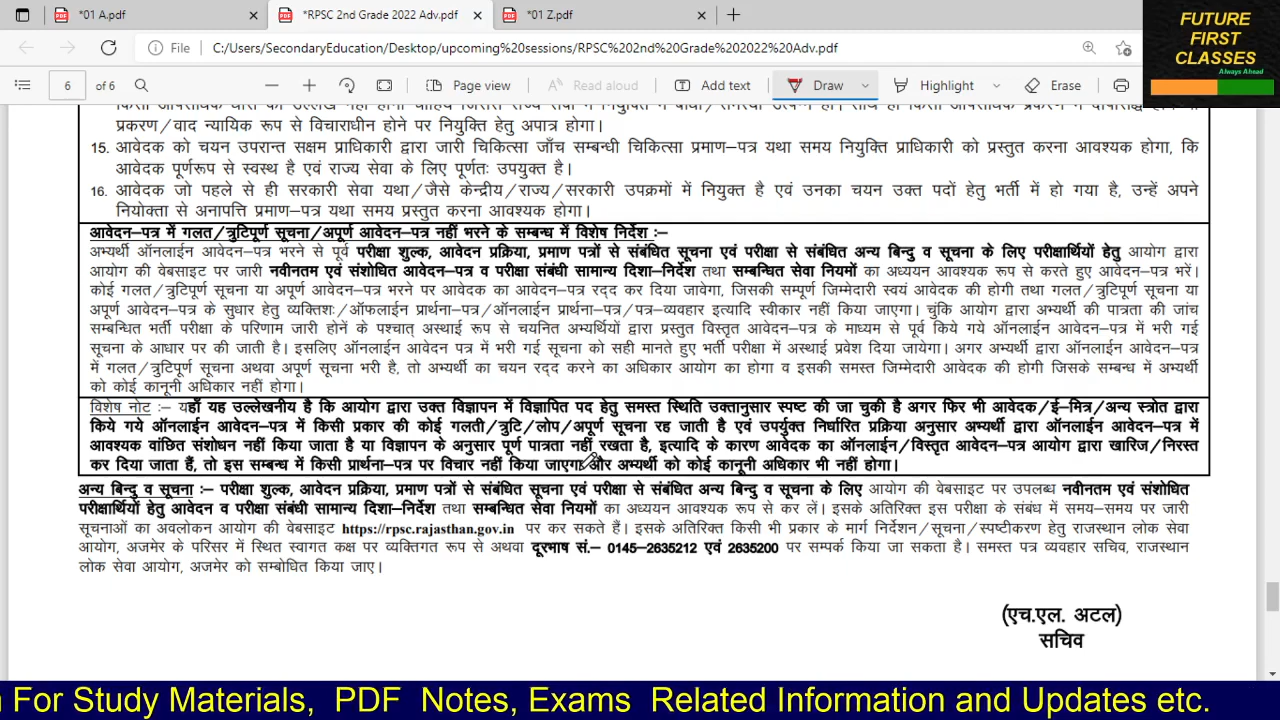 *01 A.pdf
*RPSC 2nd Grade 2022 Adv.pdf
*01 Z.pdf
FUTURE
FIRST
CLASSES
Always Ahead
File
C:/Users/SecondaryEducation/Desktop/upcoming%20sessions/RPSC%202nd%20Grade%202022%20Adv.pdf
6 of 6
Page view
Read aloud
Add text
Draw
Highlight
Erase
प्रकरण/वाद न्यायिक रूप से विचाराधीन होने पर नियुक्ति हेतु अपात्र होगा।
15. आवेदक को चयन उपरान्त सक्षम प्राधिकारी द्वारा जारी चिकित्सा जाँच सम्बन्धी चिकित्सा प्रमाण–पत्र यथा समय नियुक्ति प्राधिकारी को प्रस्तुत करना आवश्यक होगा, कि
आवेदक पूर्णरूप से स्वस्थ है एवं राज्य सेवा के लिए पूर्णतः उपयुक्त है।
16. आवेदक जो पहले से ही सरकारी सेवा यथा/जैसे केन्द्रीय/राज्य/सरकारी उपक्रमों में नियुक्त है एवं उनका चयन उक्त पदों हेतु भर्ती में हो गया है, उन्हें अपने
नियोक्ता से अनापत्ति प्रमाण–पत्र यथा समय प्रस्तुत करना आवश्यक होगा।
आवेदन–पत्र में गलत/त्रुटिपूर्ण सूचना/अपूर्ण आवेदन–पत्र नहीं भरने के सम्बन्ध में विशेष निर्देश :–
अभ्यर्थी ऑनलाईन आवेदन–पत्र भरने से पूर्व परीक्षा शुल्क, आवेदन प्रक्रिया, प्रमाण पत्रों से संबंधित सूचना एवं परीक्षा से संबंधित अन्य बिन्दु व सूचना के लिए परीक्षार्थियों हेतु आयोग द्वारा
आयोग की वेबसाइट पर जारी नवीनतम एवं संशोधित आवेदन–पत्र व परीक्षा संबंधी सामान्य दिशा–निर्देश तथा सम्बन्धित सेवा नियमों का अध्ययन आवश्यक रूप से करते हुए आवेदन–पत्र भरें।
कोई गलत/त्रुटिपूर्ण सूचना या अपूर्ण आवेदन–पत्र भरने पर आवेदक का आवेदन–पत्र रद्द कर दिया जावेगा, जिसकी सम्पूर्ण जिम्मेदारी स्वयं आवेदक की होगी तथा गलत/त्रुटिपूर्ण सूचना या
अपूर्ण आवेदन–पत्र के सुधार हेतु व्यक्तिशः/ऑफलाईन प्रार्थना–पत्र/ऑनलाईन प्रार्थना–पत्र/पत्र–व्यवहार इत्यादि स्वीकार नहीं किया जाएगा। चुंकि आयोग द्वारा अभ्यर्थी की पात्रता की जांच
सम्बन्धित भर्ती परीक्षा के परिणाम जारी होनें के पश्चात् अस्थाई रूप से चयनित अभ्यर्थियों द्वारा प्रस्तुत विस्तृत आवेदन–पत्र के माध्यम से पूर्व किये गये ऑनलाईन आवेदन–पत्र में भरी गई
सूचना के आधार पर की जाती है। इसलिए ऑनलाईन आवेदन पत्र में भरी गई सूचना को सही मानते हुए भर्ती परीक्षा में अस्थाई प्रवेश दिया जायेगा। अगर अभ्यर्थी द्वारा ऑनलाईन आवेदन–पत्र
में गलत/त्रुटिपूर्ण सूचना अथवा अपूर्ण सूचना भरी है, तो अभ्यर्थी का चयन रद्द करने का अधिकार आयोग का होगा व इसकी समस्त जिम्मेदारी आवेदक की होगी जिसके सम्बन्ध में अभ्यर्थी
को कोई कानूनी अधिकार नहीं होगा।
विशेष नोट :– यहाँ यह उल्लेखनीय है कि आयोग द्वारा उक्त विज्ञापन में विज्ञापित पद हेतु समस्त स्थिति उक्तानुसार स्पष्ट की जा चुकी है अगर फिर भी आवेदक/ई–मित्र/अन्य स्त्रोत द्वारा
किये गये ऑनलाईन आवेदन–पत्र में किसी प्रकार की कोई गलती/त्रुटि/लोप/अपूर्ण सूचना रह जाती है एवं उपर्युक्त निर्धारित प्रक्रिया अनुसार अभ्यर्थी द्वारा ऑनलाईन आवेदन–पत्र में
आवश्यक वांछित संशोधन नहीं किया जाता है या विज्ञापन के अनुसार पूर्ण पात्रता नहीं रखता है, इत्यादि के कारण आवेदक का ऑनलाईन/विस्तृत आवेदन–पत्र आयोग द्वारा खारिज/निरस्त
कर दिया जाता हैं, तो इस सम्बन्ध में किसी प्रार्थना–पत्र पर विचार नहीं किया जाएगा और अभ्यर्थी को कोई कानूनी अधिकार भी नहीं होगा।
अन्य बिन्दु व सूचना :– परीक्षा शुल्क, आवेदन प्रक्रिया, प्रमाण पत्रों से संबंधित सूचना एवं परीक्षा से संबंधित अन्य बिन्दु व सूचना के लिए आयोग की वेबसाइट पर उपलब्ध नवीनतम एवं संशोधित
परीक्षार्थियों हेतु आवेदन व परीक्षा संबंधी सामान्य दिशा–निर्देश तथा सम्बन्धित सेवा नियमों का अध्ययन आवश्यक रूप से कर लें। इसके अतिरिक्त इस परीक्षा के संबंध में समय–समय पर जारी
सूचनाओं का अवलोकन आयोग की वेबसाइट https://rpsc.rajasthan.gov.in पर कर सकते हैं। इसके अतिरिक्त किसी भी प्रकार के मार्ग निर्देशन/सूचना/स्पष्टीकरण हेतु राजस्थान लोक सेवा
आयोग, अजमेर के परिसर में स्थित स्वागत कक्ष पर व्यक्तिगत रूप से अथवा दूरभाष सं.– 0145–2635212 एवं 2635200 पर सम्पर्क किया जा सकता है। समस्त पत्र व्यवहार सचिव, राजस्थान
लोक सेवा आयोग, अजमेर को सम्बोधित किया जाए।
(एच.एल. अटल)
सचिव
For Study Materials, PDF Notes, Exams Related Information and Updates etc.